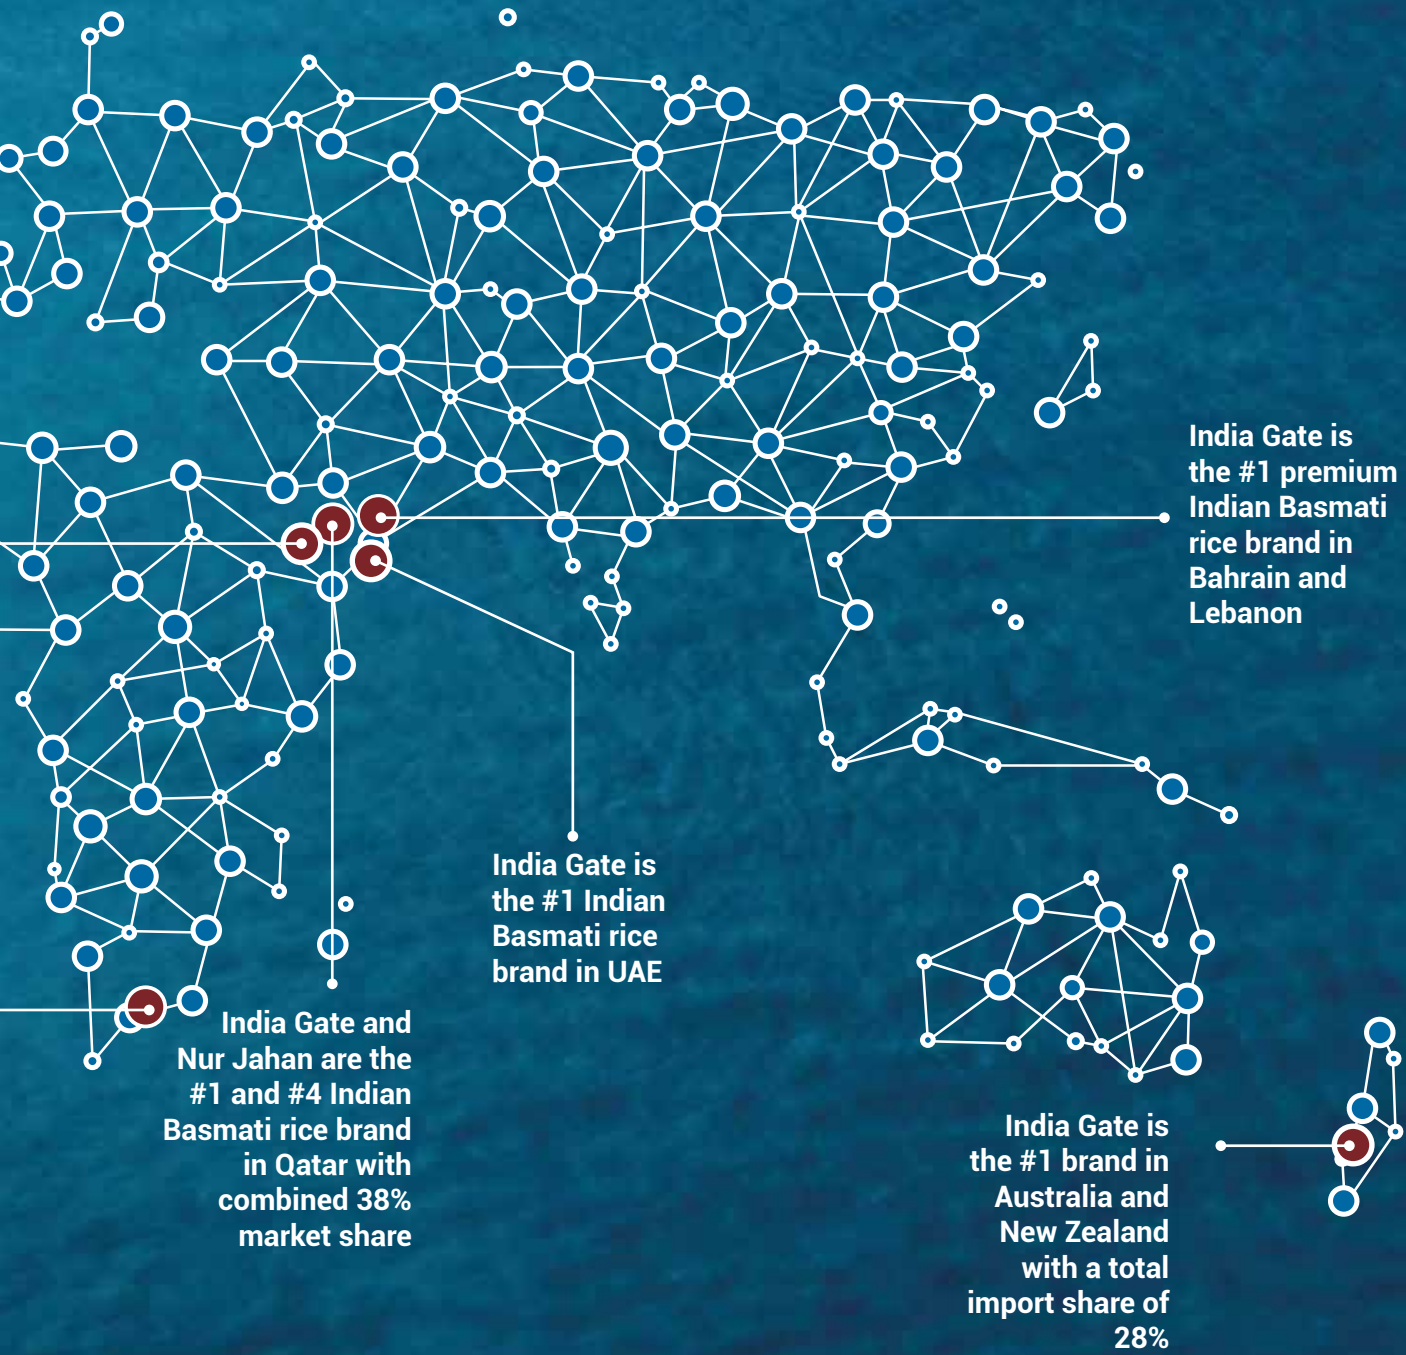 India Gate is
the #1 premium
Indian Basmati
rice brand in
Bahrain and
Lebanon
India Gate is
the #1 Indian
Basmati rice
brand in UAE
India Gate and
Nur Jahan are the
#1 and #4 Indian
Basmati rice brand
in Qatar with
combined 38%
market share
India Gate is
the #1 brand in
Australia and
New Zealand
with a total
import share of
28%